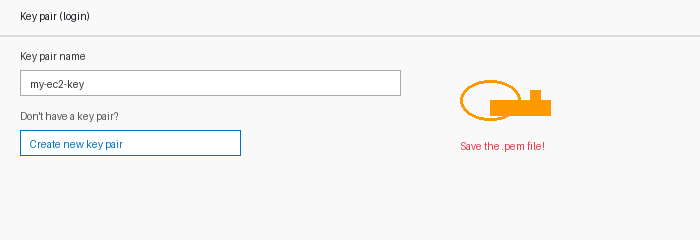 Key pair (login)
Key pair name
my-ec2-key
Don't have a key pair?
Create new key pair
Save the .pem file!